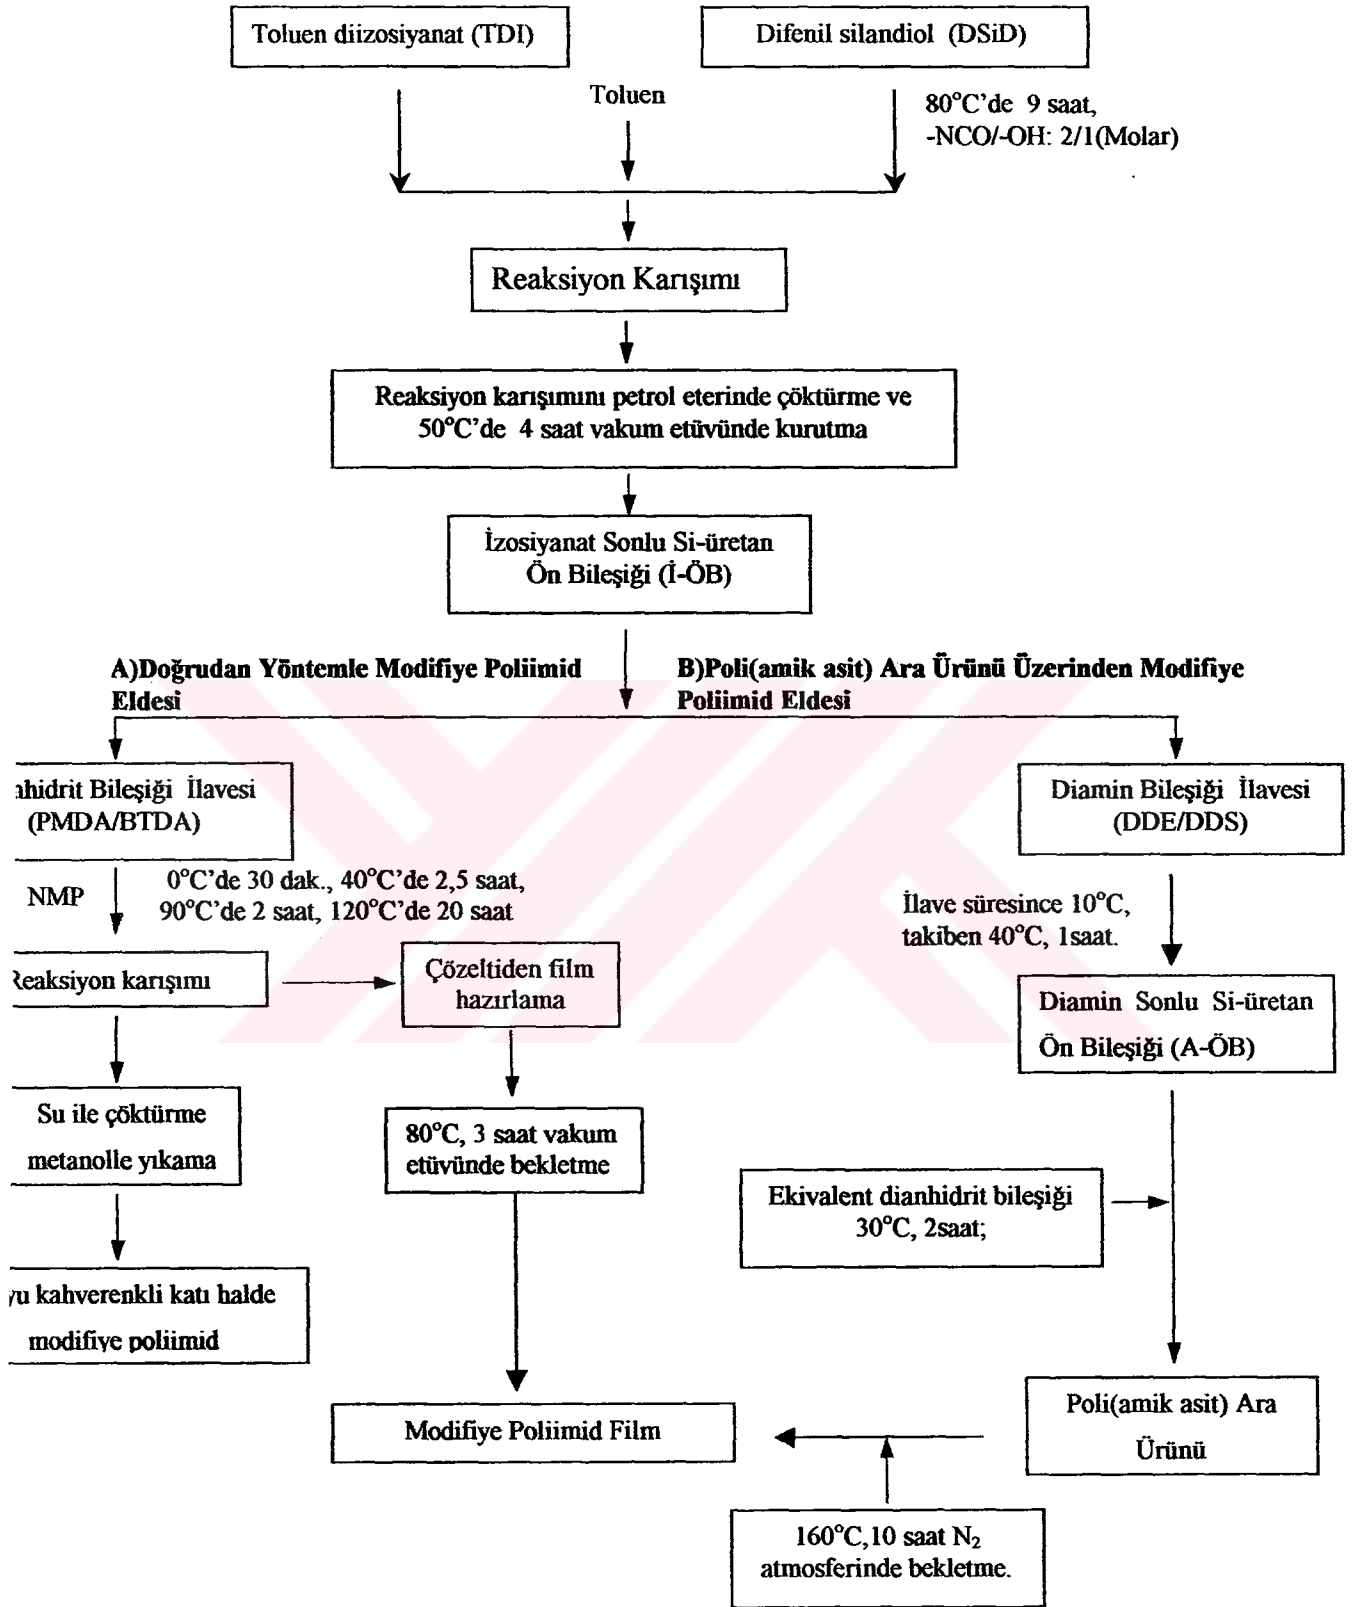 Toluen diizosiyanat (TDI)
Difenil silandiol (DSiD)
Toluen
80°C'de 9 saat,
-NCO/-OH: 2/1(Molar)
Reaksiyon Karışımı
Reaksiyon karışımını petrol eterinde çöktürme ve
50°C'de 4 saat vakum etüvünde kurutma
İzosiyanat Sonlu Si-üretan
Ön Bileşiği (İ-ÖB)
A)Doğrudan Yöntemle Modifiye Poliimid
Eldesi
B)Poli(amik asit) Ara Ürünü Üzerinden Modifiye
Poliimid Eldesi
Bileşiği İlavesi
(PMDA/BTDA)
NMP
0°C'de 30 dak., 40°C'de 2,5 saat,
90°C'de 2 saat, 120°C'de 20 saat
Reaksiyon karışımı
Çözeltiden film
hazırlama
Su ile çöktürme
metanolle yıkama
80°C, 3 saat vakum
etüvünde bekletme
kahverenkli katı halde
modifiye poliimid
Diamin Bileşiği İlavesi
(DDE/DDS)
İlave süresince 10°C,
takiben 40°C, 1saat.
Diamin Sonlu Si-üretan
Ön Bileşiği (A-ÖB)
Ekivalent dianhidrit bileşiği
30°C, 2saat;
Poli(amik asit) Ara
Ürünü
Modifiye Poliimid Film
160°C,10 saat N₂
atmosferinde bekletme.